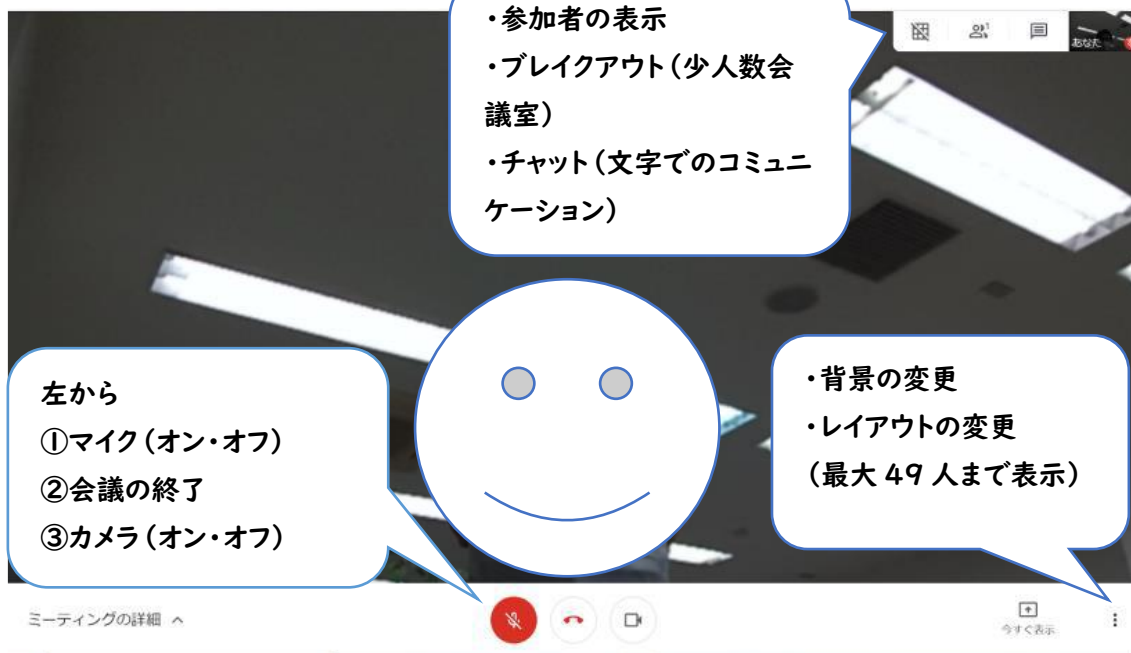 ・参加者の表示
・ブレイクアウト(少人数会
議室)
・チャット(文字でのコミュニ
ケーション)
あなた
左から
①マイク(オン・オフ)
②会議の終了
③カメラ(オン・オフ)
・背景の変更
・レイアウトの変更
(最大 49 人まで表示)
ミーティングの詳細
今すぐ表示